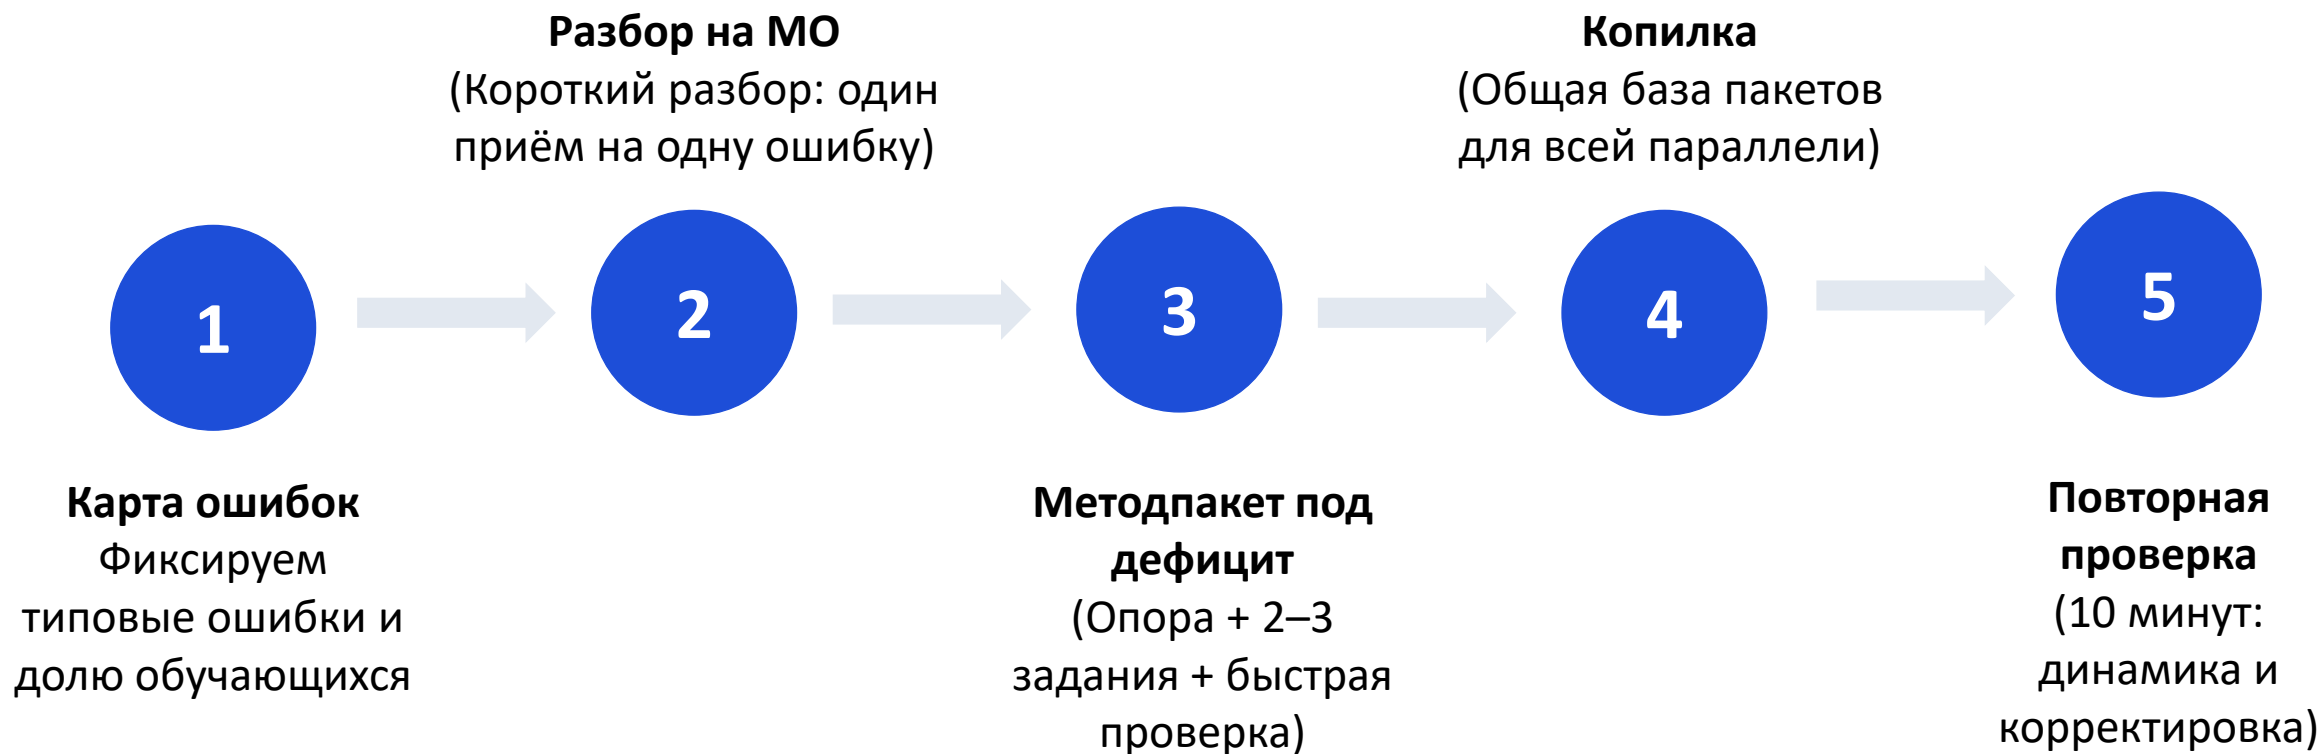 Разбор на МО
(Короткий разбор: один
приём на одну ошибку)
Копилка
(Общая база пакетов
для всей параллели)
1
2
3
4
5
Карта ошибок
Фиксируем
типовые ошибки и
долю обучающихся
Методпакет под
дефицит
(Опора + 2–3
задания + быстрая
проверка)
Повторная
проверка
(10 минут:
динамика и
корректировка)